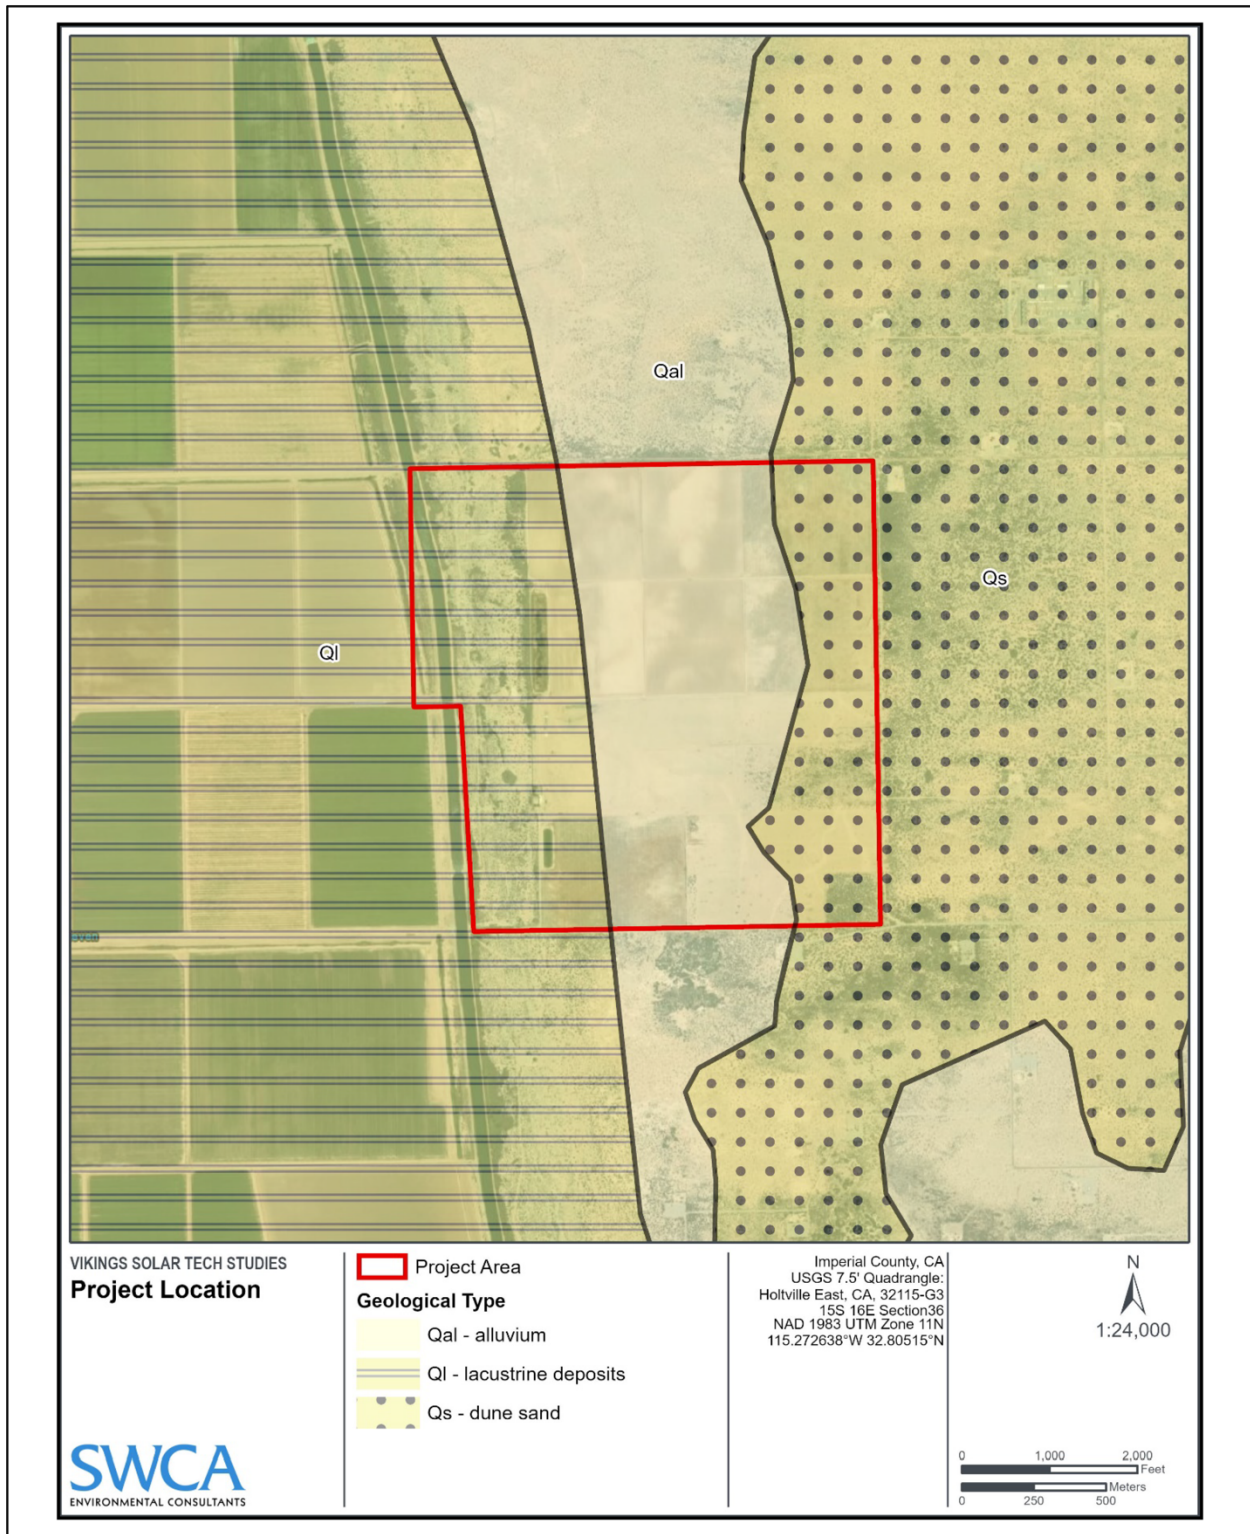 Qal
Qs
Ql
VIKINGS SOLAR TECH STUDIES
Project Location
SWCA
ENVIRONMENTAL CONSULTANTS
Project Area
Geological Type
Qal - alluvium
Ql - lacustrine deposits
Qs - dune sand
Imperial County, CA
USGS 7.5' Quadrangle:
Holtville East, CA, 32115-G3
15S 16E Section36
NAD 1983 UTM Zone 11N
115.272638°W 32.80515°N
N
1:24,000
0 1,000 2,000
Feet
Meters
0 250 500